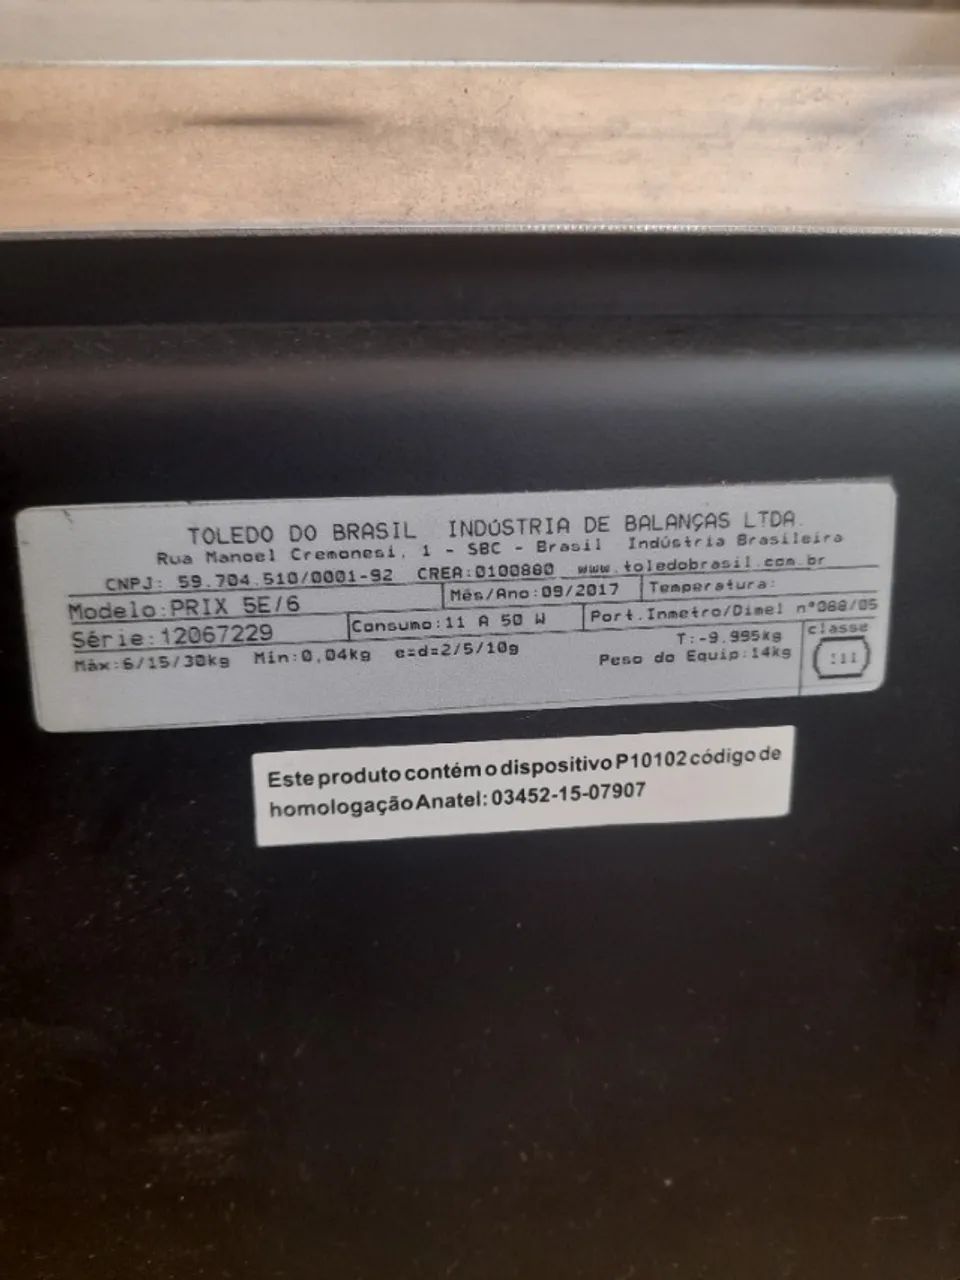 TOLEDO DO BRASIL INDÚSTRIA DE BALANÇAS LTDA.
Rua Manoel Cremonesi, 1 - SBC - Brasil Indústria Brasileira
CNPJ: 59.704.510/0001-92 CREA:0100880 www.toledobrasil.com.br
Modelo:PRIX 5E/6 Mês/Ano:09/2017 Temperatura:
Série:12067229 Consumo:11 A 50 W Port.Inmetro/Dimel nº088/05
Máx:6/15/30kg Mín:0,04kg e=d=2/5/10g T:-9.995kg classe
Peso do Equip:14kg III
Este produto contém o dispositivo P10102 código de
homologação Anatel: 03452-15-07907